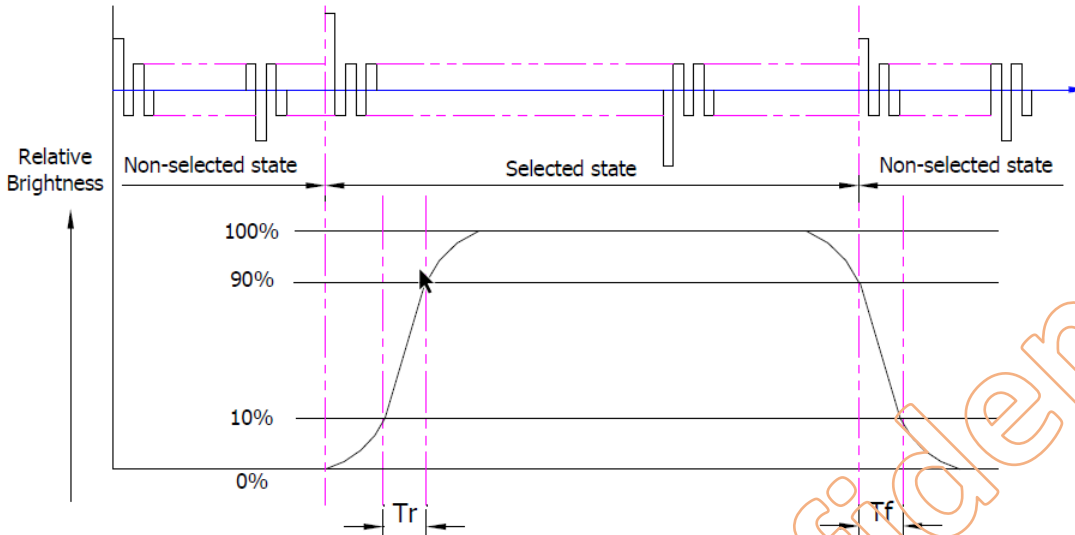 Relative
Brightness
Non-selected state
Selected state
Non-selected state
100%
90%
10%
0%
Tr
Tf